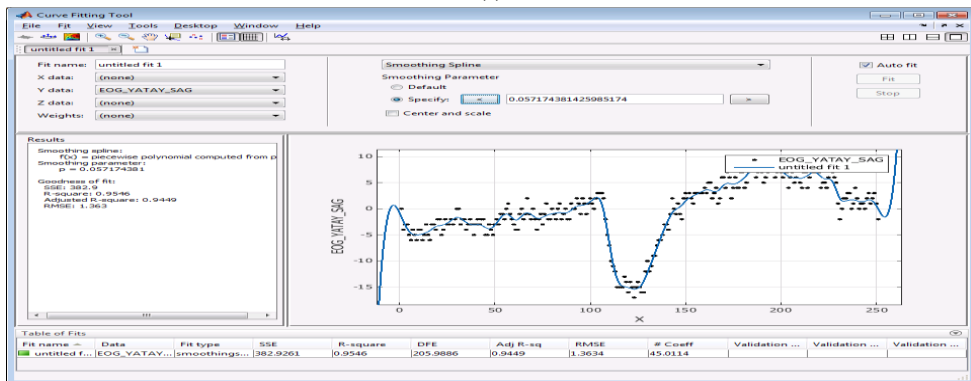 Curve Fitting Tool
File Fit View Tools Desktop Window Help
untitled fit 1
Fit name: untitled fit 1
X data: (none)
Y data: EOG_YATAY_SAG
Z data: (none)
Weights: (none)
Smoothing Spline
Smoothing Parameter
Default
Specify: < 0.057174381425985174 >
Center and scale
Auto fit
Fit
Stop
Results
Smoothing spline:
f(x) = piecewise polynomial computed from p
Smoothing parameter:
p = 0.057174381
Goodness of fit:
SSE: 382.9
R-square: 0.9546
Adjusted R-square: 0.9449
RMSE: 1.363
EOG_YATAY_SAG
untitled fit 1
10
5
0
-5
-10
-15
EOG_YATAY_SAG
0 50 100 150 200 250
X
Table of Fits
Fit name Data Fit type SSE R-square DFE Adj R-sq RMSE # Coeff Validation ... Validation ... Validation ...
untitled f... EOG_YATAY... smoothings... 382.9261 0.9546 205.9886 0.9449 1.3634 45.0114